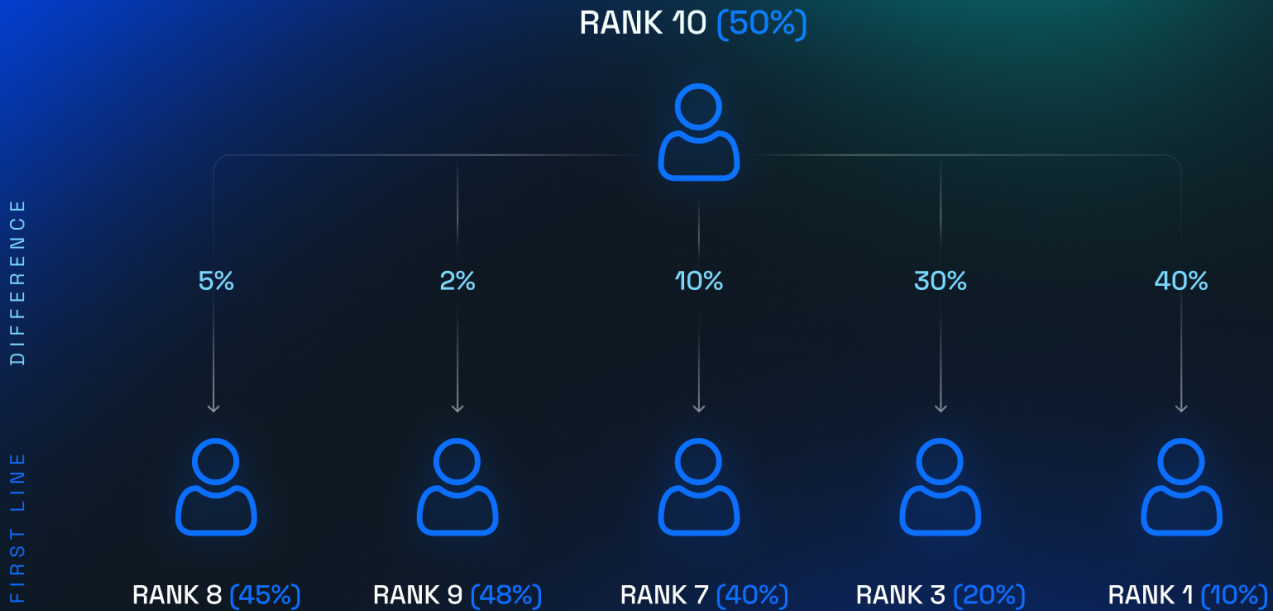 RANK 10 (50%)
DIFFERENCE
5%
2%
10%
30%
40%
FIRST LINE
RANK 8 (45%)
RANK 9 (48%)
RANK 7 (40%)
RANK 3 (20%)
RANK 1 (10%)